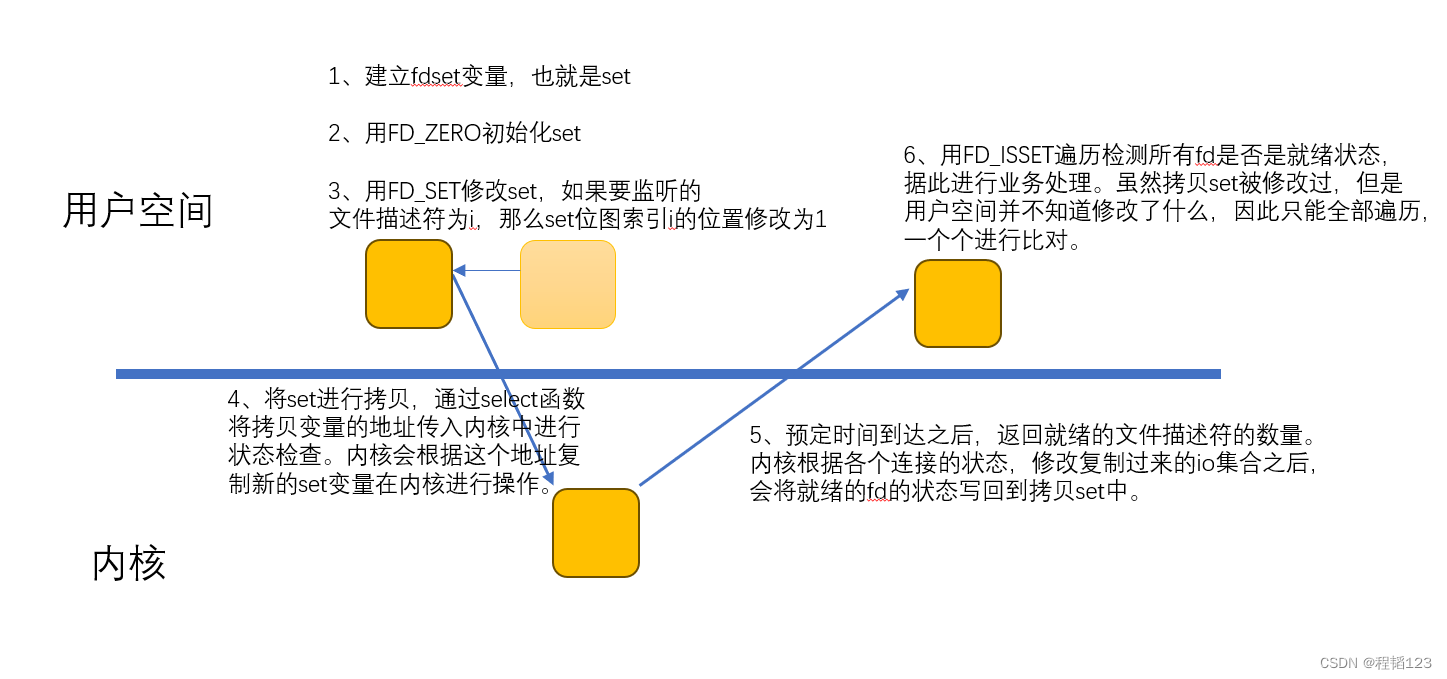 1、建立fdset变量，也就是set
2、用FD_ZERO初始化set
3、用FD_SET修改set，如果要监听的
文件描述符为i，那么set位图索引i的位置修改为1
用户空间
6、用FD_ISSET遍历检测所有fd是否是就绪状态，
据此进行业务处理。虽然拷贝set被修改过，但是
用户空间并不知道修改了什么，因此只能全部遍历，
一个个进行比对。
4、将set进行拷贝，通过select函数
将拷贝变量的地址传入内核中进行
状态检查。内核会根据这个地址复
制新的set变量在内核进行操作。
5、预定时间到达之后，返回就绪的文件描述符的数量。
内核根据各个连接的状态，修改复制过来的io集合之后，
会将就绪的fd的状态写回到拷贝set中。
内核
CSDN @程韬123